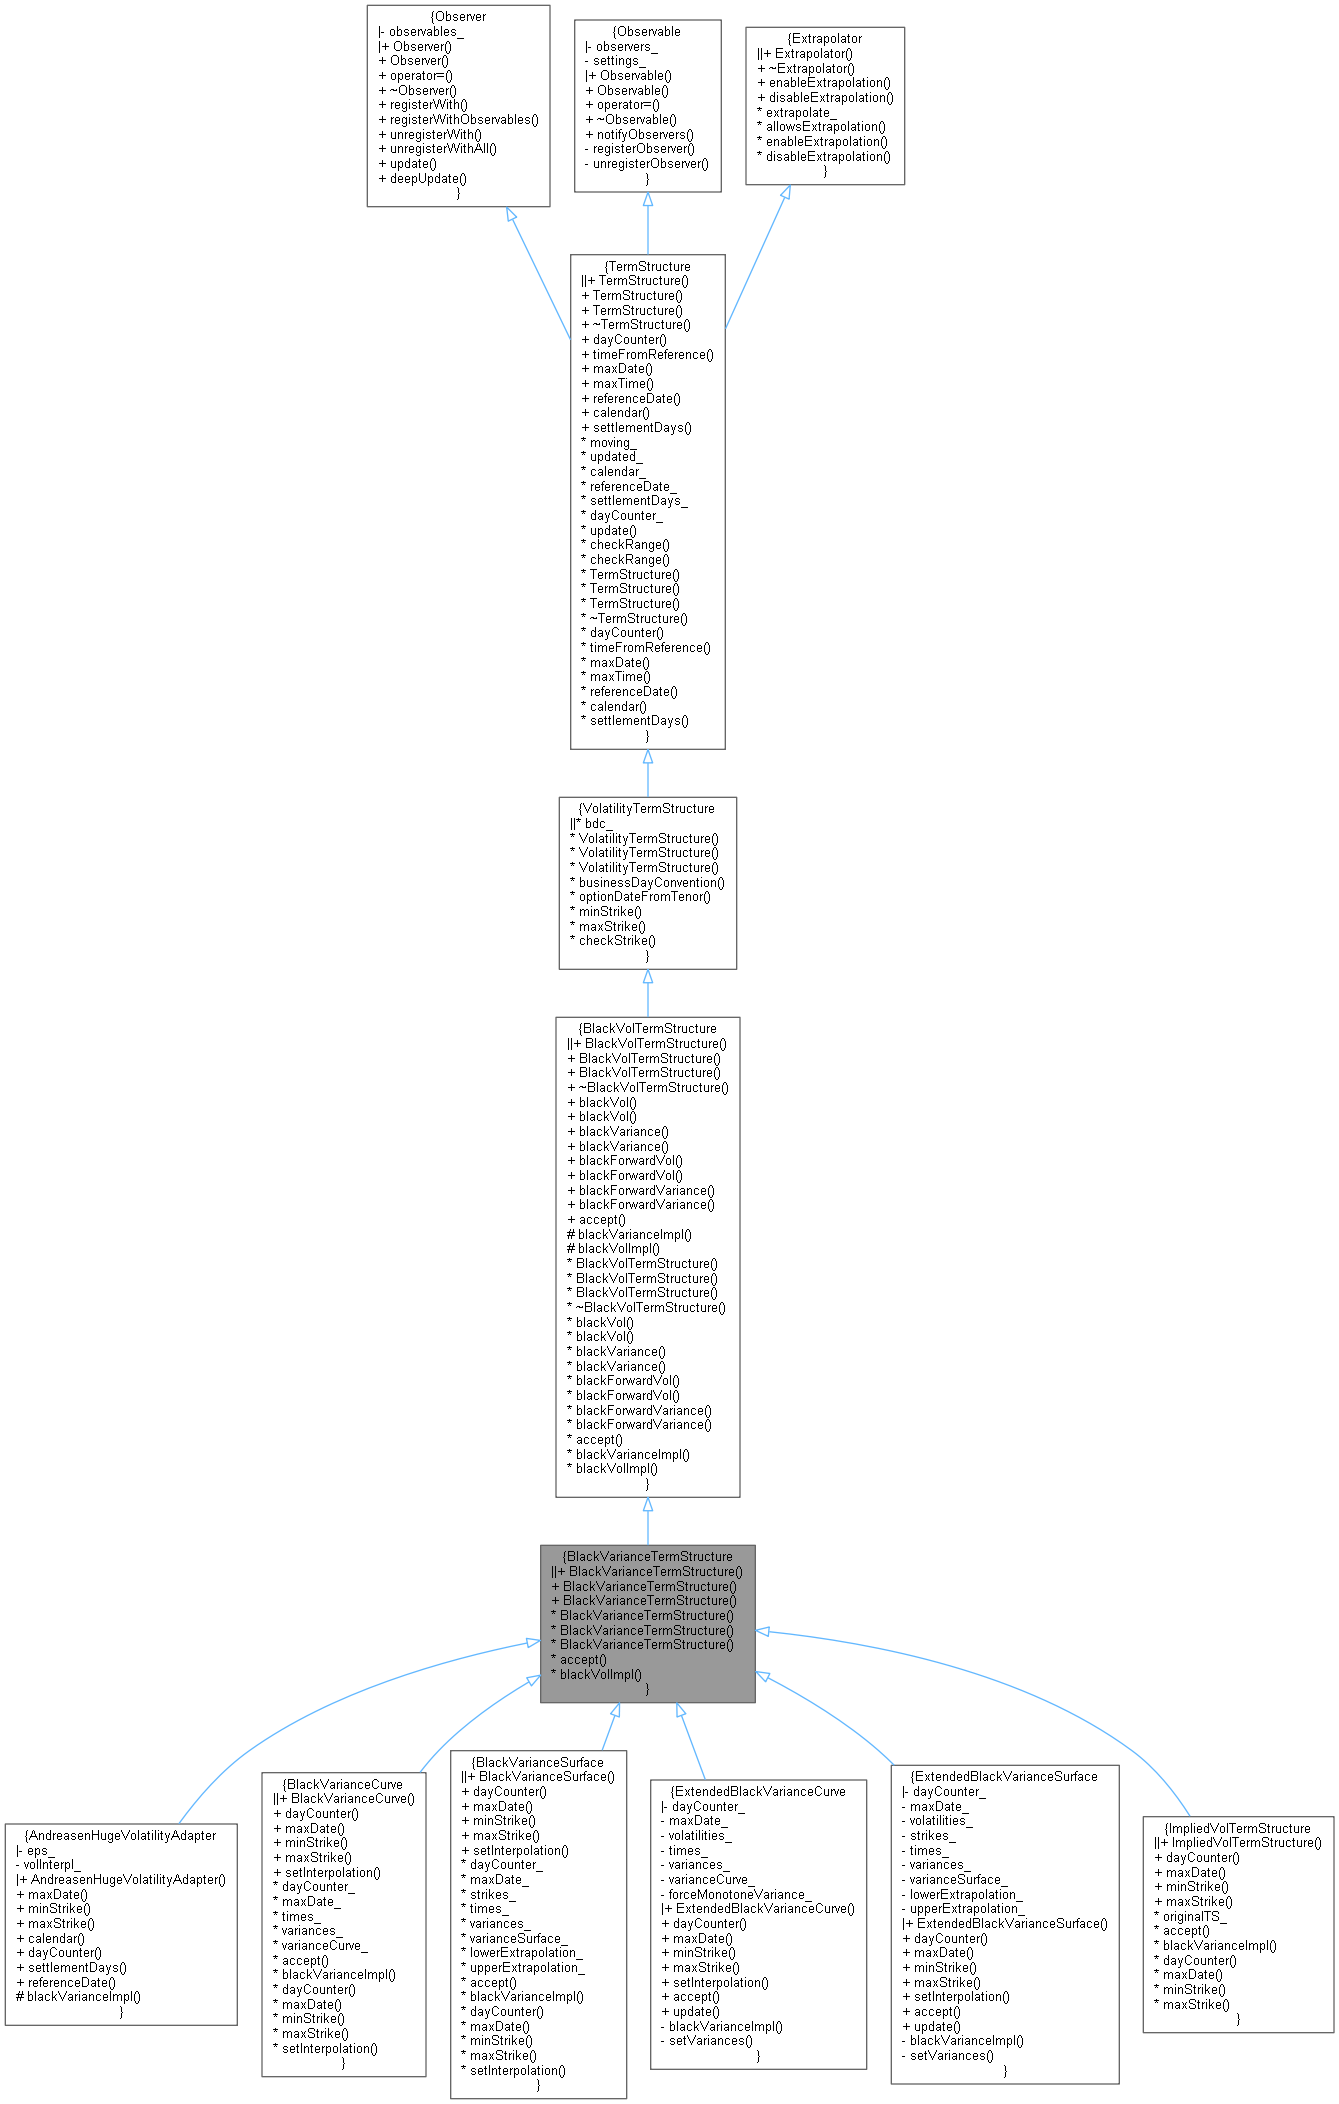 {Observer
|- observables_
|+ Observer()
+ Observer()
+ operator=()
+ ~Observer()
+ registerWith()
+ registerWithObservables()
+ unregisterWith()
+ unregisterWithAll()
+ update()
+ deepUpdate()
}
{Observable
|- observers_
- settings_
|+ Observable()
+ Observable()
+ operator=()
+ ~Observable()
+ notifyObservers()
- registerObserver()
- unregisterObserver()
}
{Extrapolator
||+ Extrapolator()
+ ~Extrapolator()
+ enableExtrapolation()
+ disableExtrapolation()
* extrapolate_
* allowsExtrapolation()
* enableExtrapolation()
* disableExtrapolation()
}
{TermStructure
||+ TermStructure()
+ TermStructure()
+ TermStructure()
+ ~TermStructure()
+ dayCounter()
+ timeFromReference()
+ maxDate()
+ maxTime()
+ referenceDate()
+ calendar()
+ settlementDays()
* moving_
* updated_
* calendar_
* referenceDate_
* settlementDays_
* dayCounter_
* update()
* checkRange()
* checkRange()
* TermStructure()
* TermStructure()
* TermStructure()
* ~TermStructure()
* dayCounter()
* timeFromReference()
* maxDate()
* maxTime()
* referenceDate()
* calendar()
* settlementDays()
}
{VolatilityTermStructure
||* bdc_
* VolatilityTermStructure()
* VolatilityTermStructure()
* VolatilityTermStructure()
* businessDayConvention()
* optionDateFromTenor()
* minStrike()
* maxStrike()
* checkStrike()
}
{BlackVolTermStructure
||+ BlackVolTermStructure()
+ BlackVolTermStructure()
+ BlackVolTermStructure()
+ ~BlackVolTermStructure()
+ blackVol()
+ blackVol()
+ blackVariance()
+ blackVariance()
+ blackForwardVol()
+ blackForwardVol()
+ blackForwardVariance()
+ blackForwardVariance()
+ accept()
# blackVarianceImpl()
# blackVolImpl()
* BlackVolTermStructure()
* BlackVolTermStructure()
* BlackVolTermStructure()
* ~BlackVolTermStructure()
* blackVol()
* blackVol()
* blackVariance()
* blackVariance()
* blackForwardVol()
* blackForwardVol()
* blackForwardVariance()
* blackForwardVariance()
* accept()
* blackVarianceImpl()
* blackVolImpl()
}
{BlackVarianceTermStructure
||+ BlackVarianceTermStructure()
+ BlackVarianceTermStructure()
+ BlackVarianceTermStructure()
* BlackVarianceTermStructure()
* BlackVarianceTermStructure()
* BlackVarianceTermStructure()
* accept()
* blackVolImpl()
}
{AndreasenHugeVolatilityAdapter
|- eps_
- volInterpl_
|+ AndreasenHugeVolatilityAdapter()
+ maxDate()
+ minStrike()
+ maxStrike()
+ calendar()
+ dayCounter()
+ settlementDays()
+ referenceDate()
# blackVarianceImpl()
}
{BlackVarianceCurve
||+ BlackVarianceCurve()
+ dayCounter()
+ maxDate()
+ minStrike()
+ maxStrike()
+ setInterpolation()
* dayCounter_
* maxDate_
* times_
* variances_
* varianceCurve_
* accept()
* blackVarianceImpl()
* dayCounter()
* maxDate()
* minStrike()
* maxStrike()
* setInterpolation()
}
{BlackVarianceSurface
||+ BlackVarianceSurface()
+ dayCounter()
+ maxDate()
+ minStrike()
+ maxStrike()
+ setInterpolation()
* dayCounter_
* maxDate_
* strikes_
* times_
* variances_
* varianceSurface_
* lowerExtrapolation_
* upperExtrapolation_
* accept()
* blackVarianceImpl()
* dayCounter()
* maxDate()
* minStrike()
* maxStrike()
* setInterpolation()
}
{ExtendedBlackVarianceCurve
|- dayCounter_
- maxDate_
- volatilities_
- times_
- variances_
- varianceCurve_
- forceMonotoneVariance_
|+ ExtendedBlackVarianceCurve()
+ dayCounter()
+ maxDate()
+ minStrike()
+ maxStrike()
+ setInterpolation()
+ accept()
+ update()
- blackVarianceImpl()
- setVariances()
}
{ExtendedBlackVarianceSurface
|- dayCounter_
- maxDate_
- volatilities_
- strikes_
- times_
- variances_
- varianceSurface_
- lowerExtrapolation_
- upperExtrapolation_
|+ ExtendedBlackVarianceSurface()
+ dayCounter()
+ maxDate()
+ minStrike()
+ maxStrike()
+ setInterpolation()
+ accept()
+ update()
- blackVarianceImpl()
- setVariances()
}
{ImpliedVolTermStructure
||+ ImpliedVolTermStructure()
+ dayCounter()
+ maxDate()
+ minStrike()
+ maxStrike()
* originalTS_
* accept()
* blackVarianceImpl()
* dayCounter()
* maxDate()
* minStrike()
* maxStrike()
}